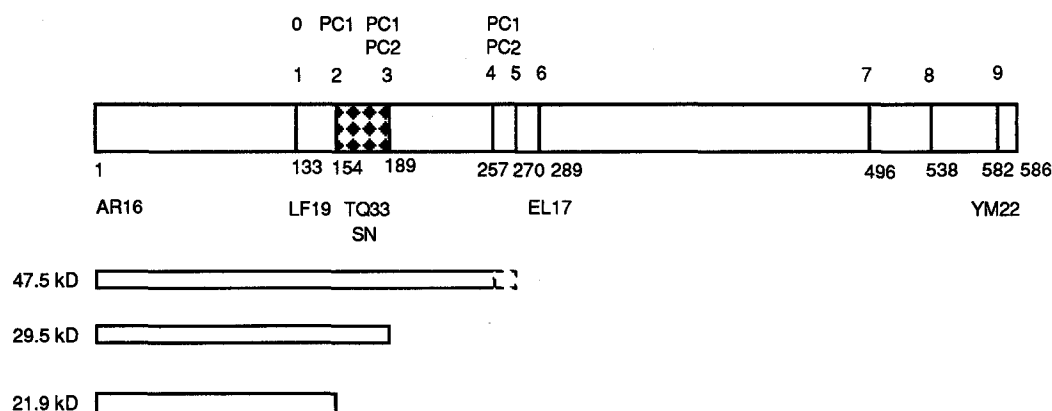 0 PC1 PC1 PC1
PC2 PC2
1 2 3 4 5 6 7 8 9
1 133 154 189 257 270 289 496 538 582 586
AR16 LF19 TQ33 EL17 YM22
SN
47.5 kD
29.5 kD
21.9 kD